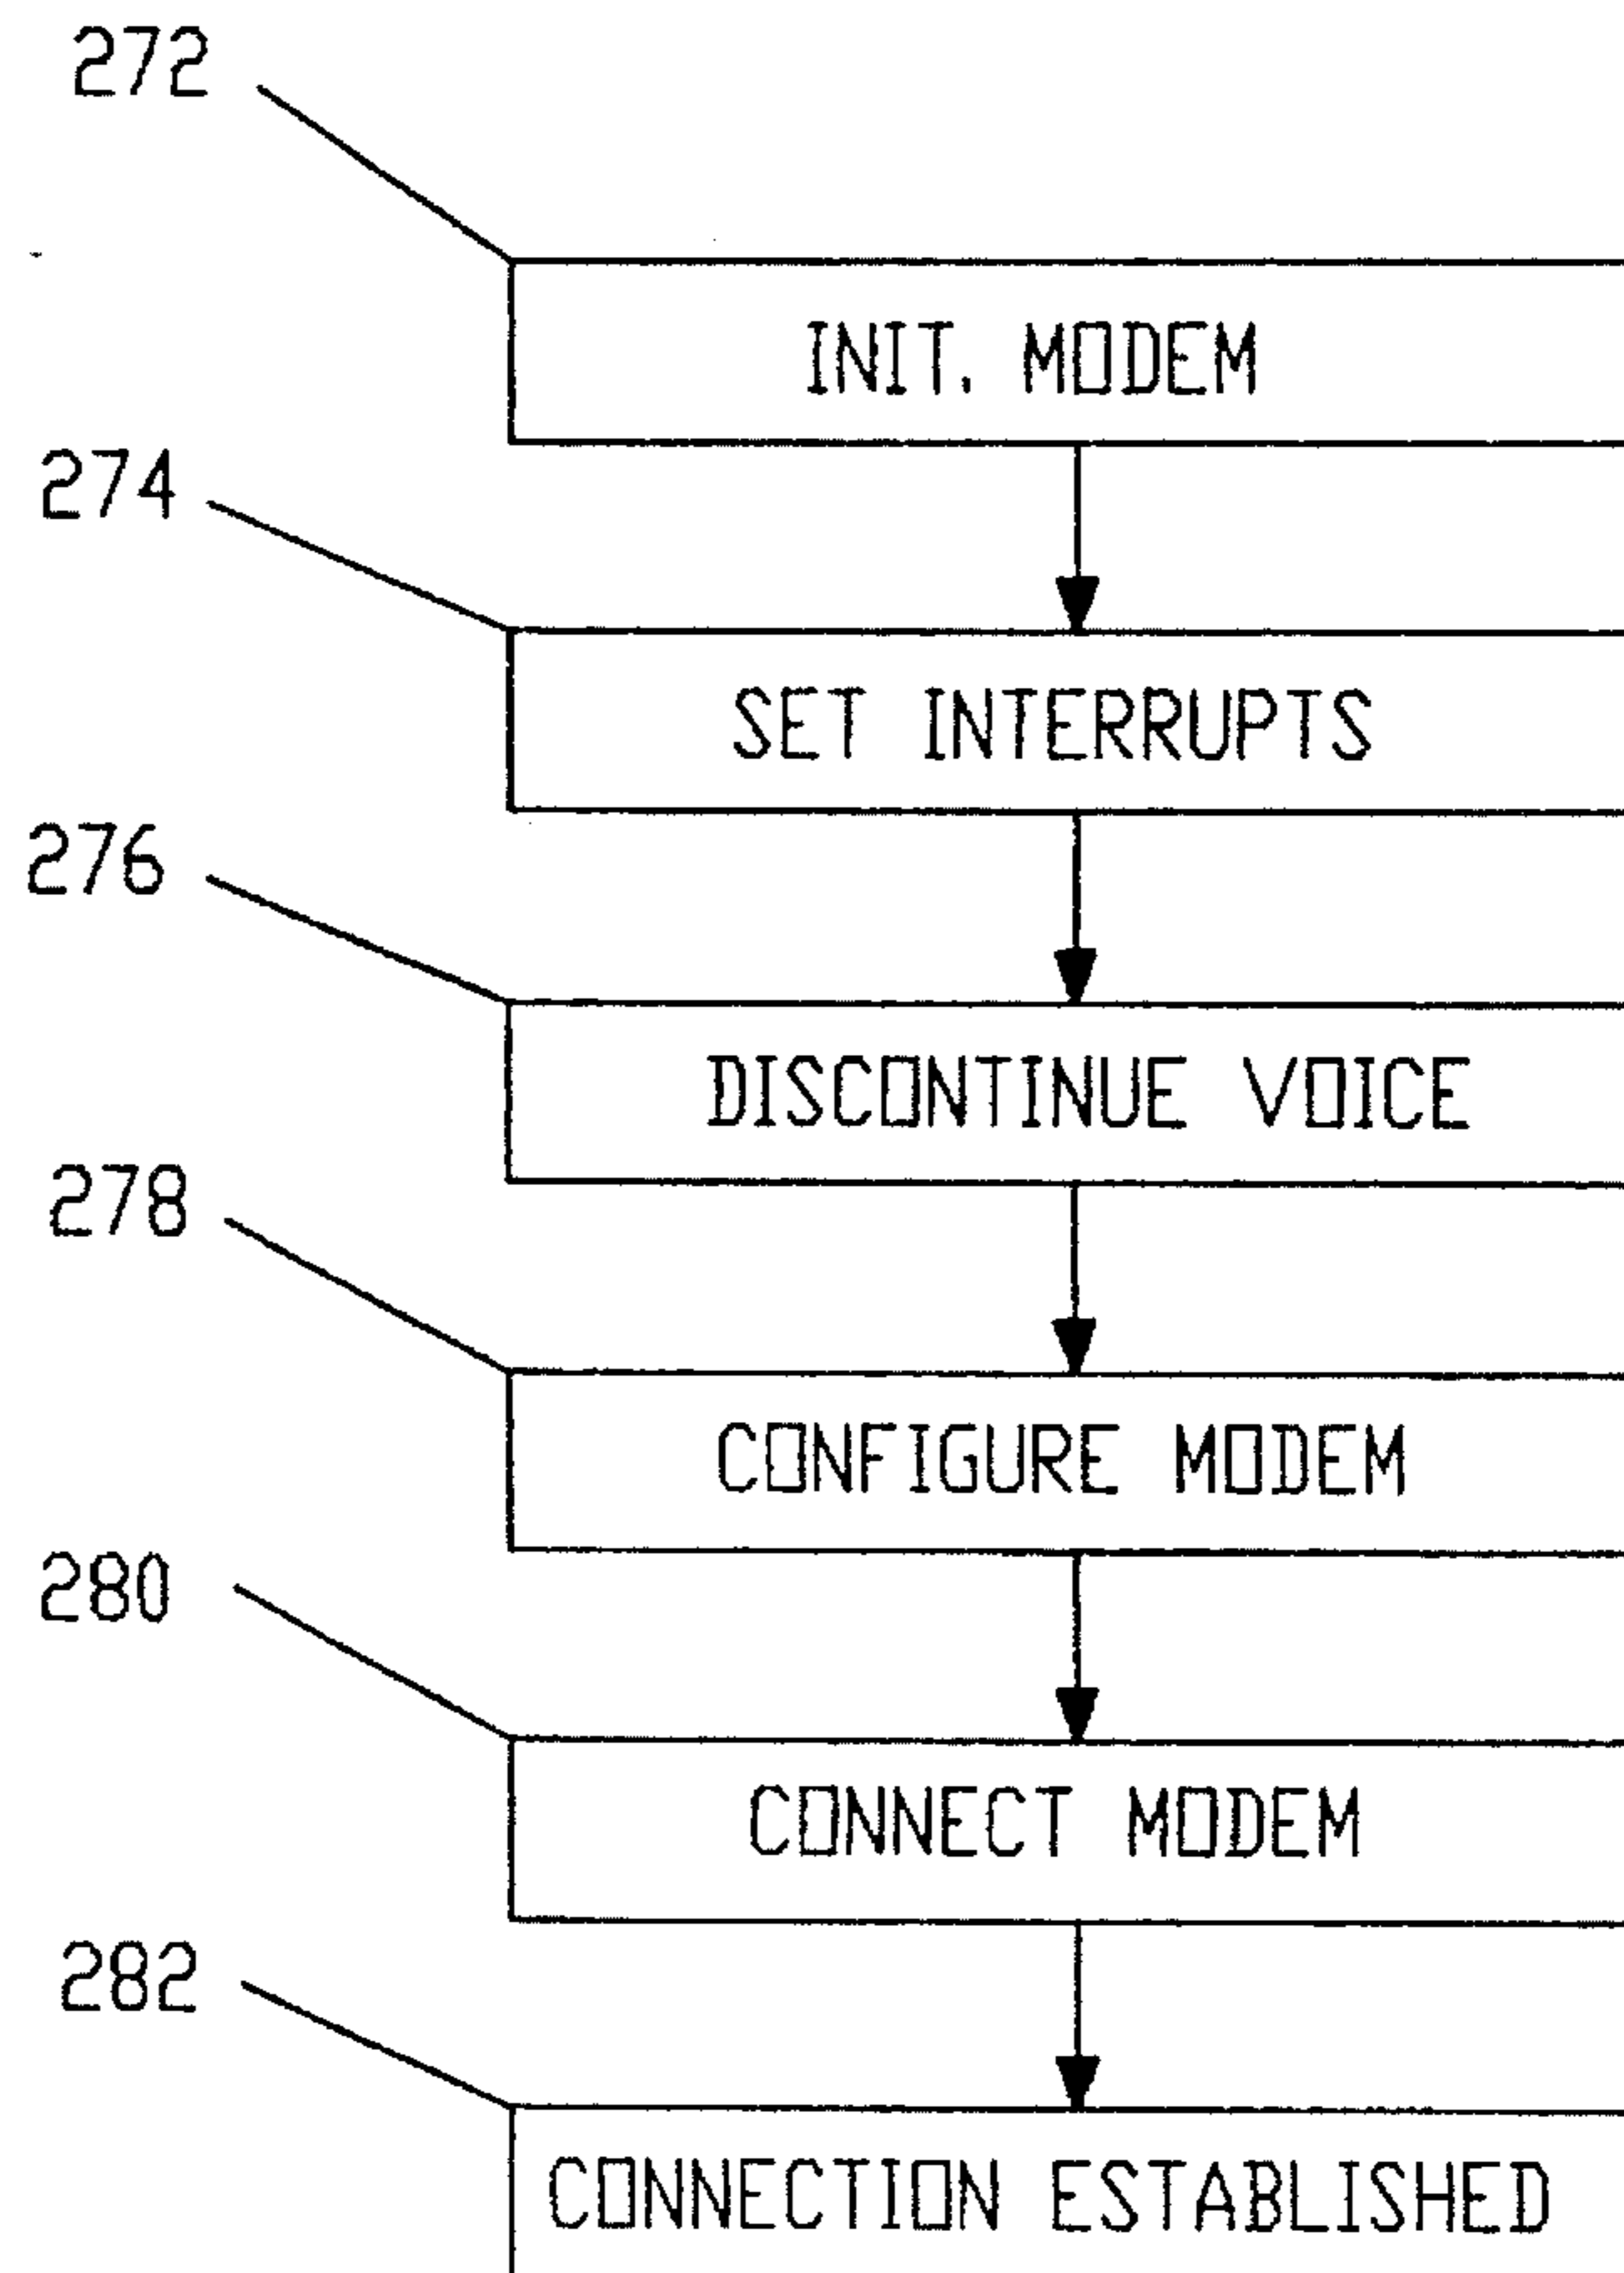 272
INIT. MODEM
274
SET INTERRUPTS
276
DISCONTINUE VOICE
278
CONFIGURE MODEM
280
CONNECT MODEM
282
CONNECTION ESTABLISHED